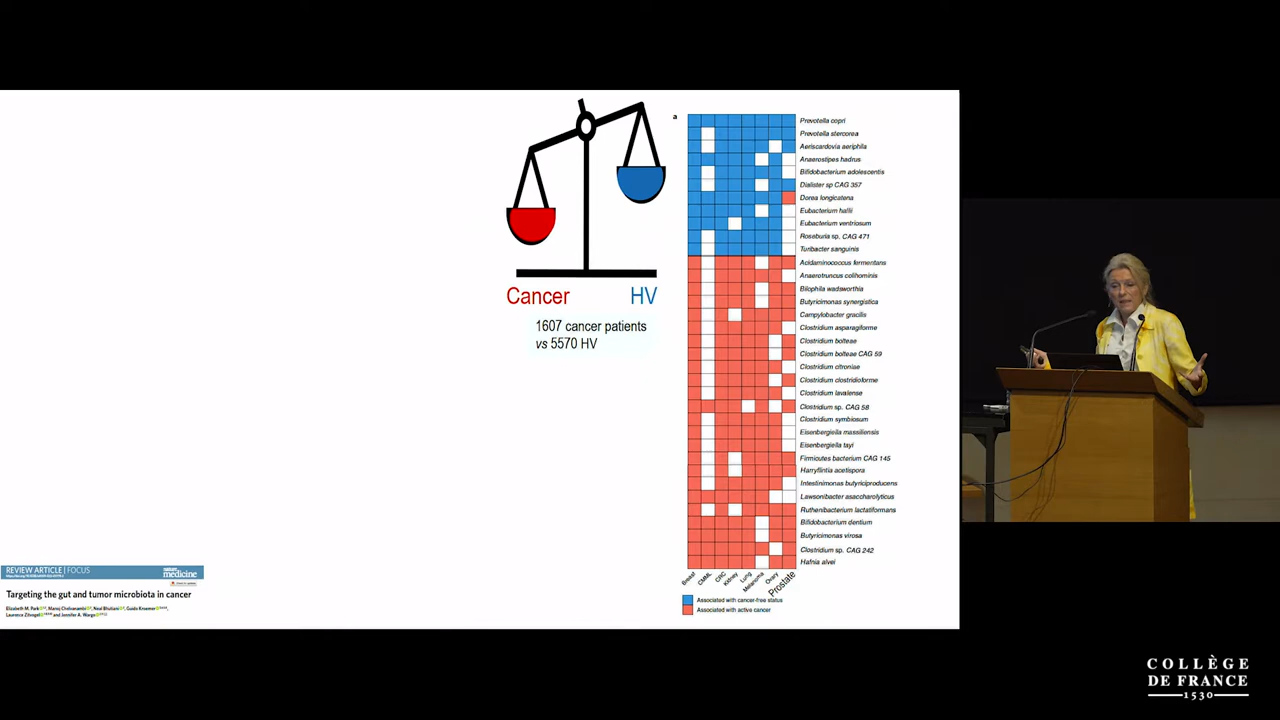 Cancer
HV
1607 cancer patients
vs 5570 HV
REVIEW ARTICLE | FOCUS
nature
medicine
Targeting the gut and tumor microbiota in cancer
a
Prevotella copri
Prevotella stercorea
Aeriscardovia aeriphila
Anaerostipes hadrus
Bifidobacterium adolescentis
Dialister sp CAG 357
Dorea longicatena
Eubacterium hallii
Eubacterium ventriosum
Roseburia sp. CAG 471
Turibacter sanguinis
Acidaminococcus fermentans
Anaerotruncus colihominis
Bilophila wadsworthia
Butyricimonas synergistica
Campylobacter gracilis
Clostridium asparagiforme
Clostridium bolteae
Clostridium bolteae CAG 59
Clostridium citroniae
Clostridium clostridioforme
Clostridium lavalense
Clostridium sp. CAG 58
Clostridium symbiosum
Eisenbergiella massiliensis
Eisenbergiella tayi
Firmicutes bacterium CAG 145
Harryflintia acetispora
Intestinimonas butyriciproducens
Lawsonibacter asaccharolyticus
Ruthenibacterium lactatiformans
Bifidobacterium dentium
Butyricimonas virosa
Clostridium sp. CAG 242
Hafnia alvei
Breast
CMML
CRC
Kidney
Lung
Melanoma
Ovary
Prostate
Associated with cancer-free status
Associated with active cancer
COLLÈGE
DE FRANCE
1530